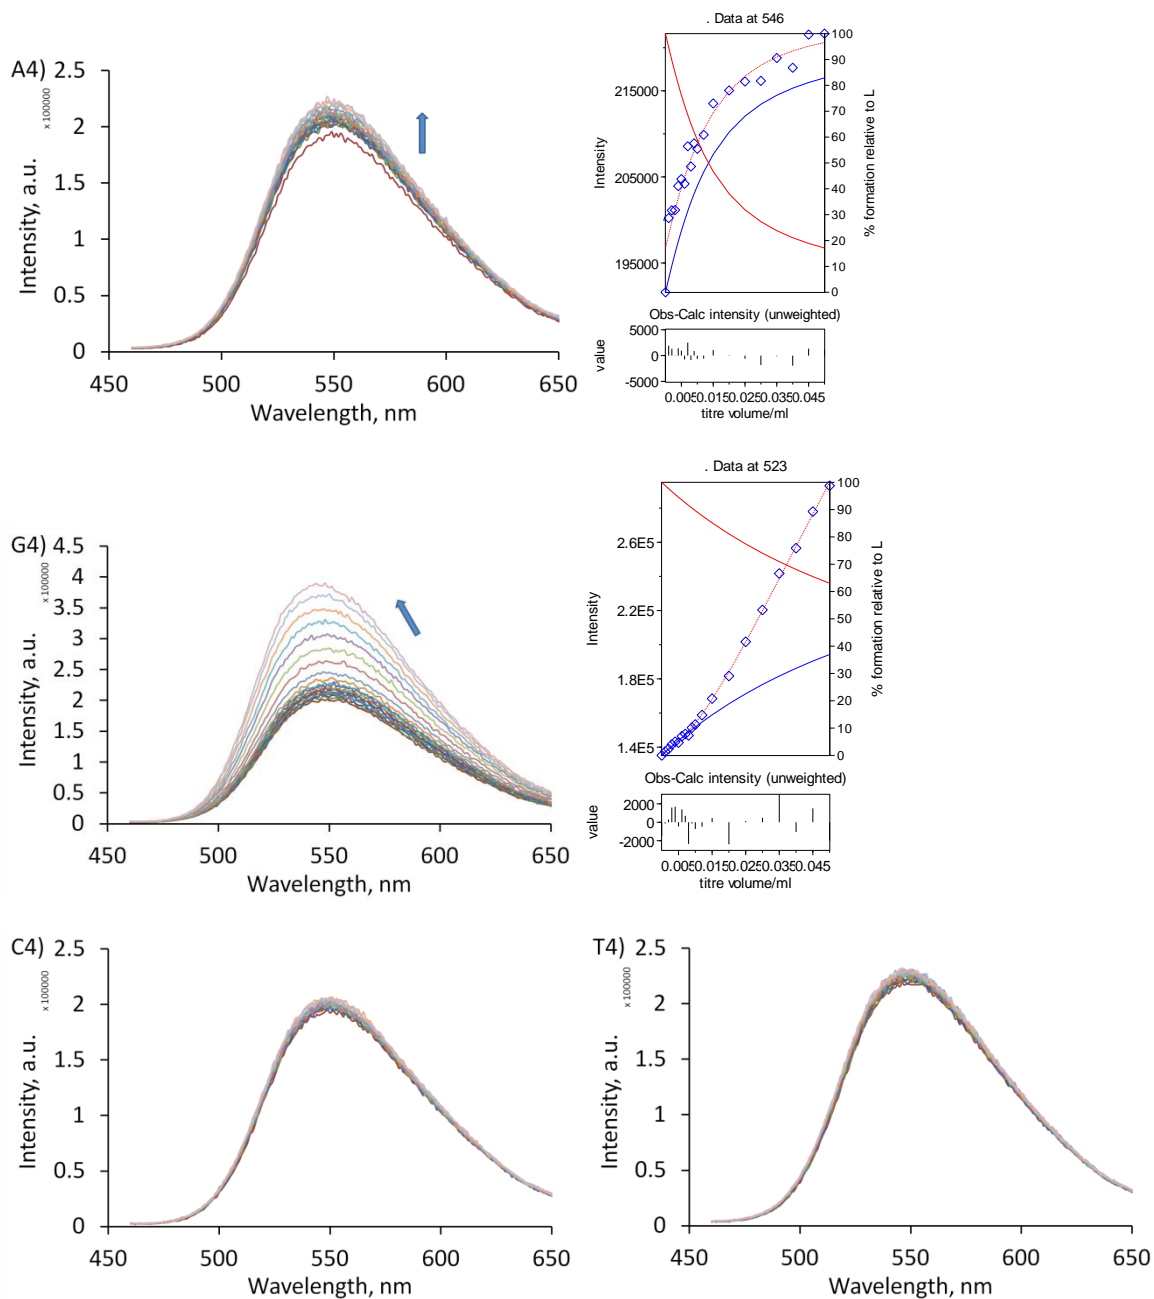 A4)
x 100000
Intensity, a.u.
2.5
2
1.5
1
0.5
0
450 500 550 600 650
Wavelength, nm
. Data at 546
Intensity
215000
205000
195000
100
90
80
70
60
50
40
30
20
10
0
% formation relative to L
Obs-Calc intensity (unweighted)
value
5000
0
-5000
0.005 0.015 0.025 0.035 0.045
titre volume/ml
G4)
x 100000
Intensity, a.u.
4.5
4
3.5
3
2.5
2
1.5
1
0.5
0
450 500 550 600 650
Wavelength, nm
. Data at 523
Intensity
2.6E5
2.2E5
1.8E5
1.4E5
100
90
80
70
60
50
40
30
20
10
0
% formation relative to L
Obs-Calc intensity (unweighted)
value
2000
0
-2000
0.005 0.015 0.025 0.035 0.045
titre volume/ml
C4)
x 100000
Intensity, a.u.
2.5
2
1.5
1
0.5
0
450 500 550 600 650
Wavelength, nm
T4)
x 100000
Intensity, a.u.
2.5
2
1.5
1
0.5
0
450 500 550 600 650
Wavelength, nm